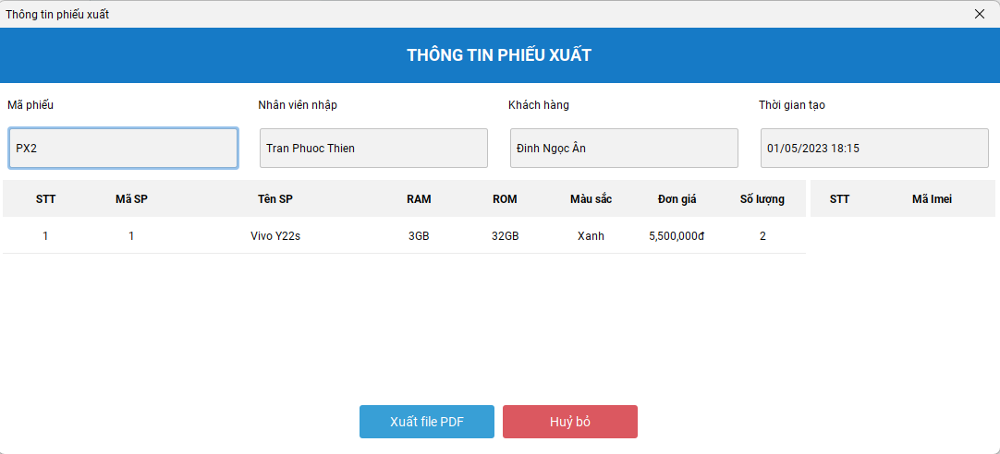 Thông tin phiếu xuất
THÔNG TIN PHIẾU XUẤT
Mã phiếu Nhân viên nhập Khách hàng Thời gian tạo
PX2 Tran Phuoc Thien Đinh Ngọc Ân 01/05/2023 18:15
STT Mã SP Tên SP RAM ROM Màu sắc Đơn giá Số lượng STT Mã Imei
1 1 Vivo Y22s 3GB 32GB Xanh 5,500,000đ 2
Xuất file PDF Huỷ bỏ